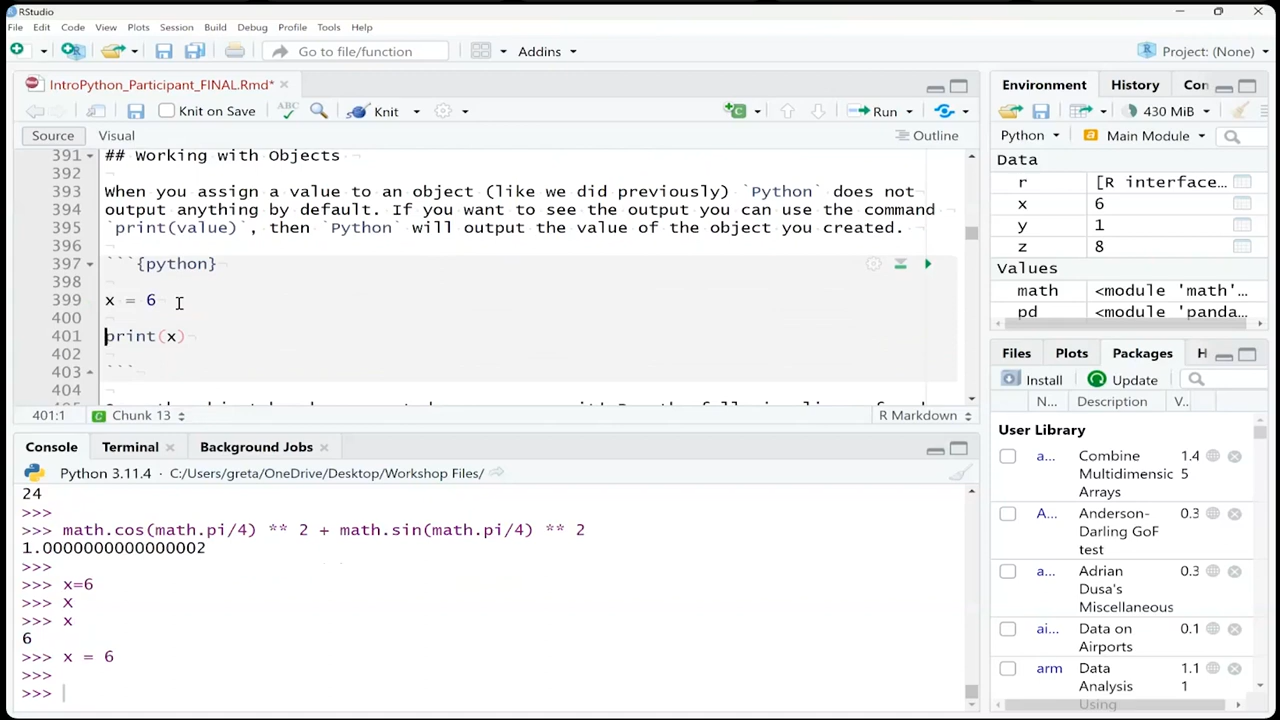 RStudio
File Edit Code View Plots Session Build Debug Profile Tools Help
Go to file/function Addins Project: (None)
IntroPython_Participant_FINAL.Rmd*
Knit on Save ABC Knit Run
Source Visual Outline
391 ## Working with Objects
392
393 When you assign a value to an object (like we did previously) `Python` does not
394 output anything by default. If you want to see the output you can use the command
395 `print(value)`, then `Python` will output the value of the object you created.
396
397 ```{python}
398
399 x = 6
400
401 print(x)
402
403 ```
404
401:1 Chunk 13 R Markdown
Console Terminal Background Jobs
Python 3.11.4 · C:/Users/greta/OneDrive/Desktop/Workshop Files/
24
>>>
>>> math.cos(math.pi/4) ** 2 + math.sin(math.pi/4) ** 2
1.0000000000000002
>>>
>>> x=6
>>> x
>>> x
6
>>> x = 6
>>>
>>>
Environment History Con
430 MiB
Python Main Module
Data
r [R interface…
x 6
y 1
z 8
Values
math <module 'math'…
pd <module 'panda…
Files Plots Packages H
Install Update
N... Description V..
User Library
a... Combine Multidimensic Arrays 1.4 5
A... Anderson-Darling GoF test 0.3
a... Adrian Dusa's Miscellaneous 0.3
ai... Data on Airports 0.1
arm Data Analysis Using 1.1 1